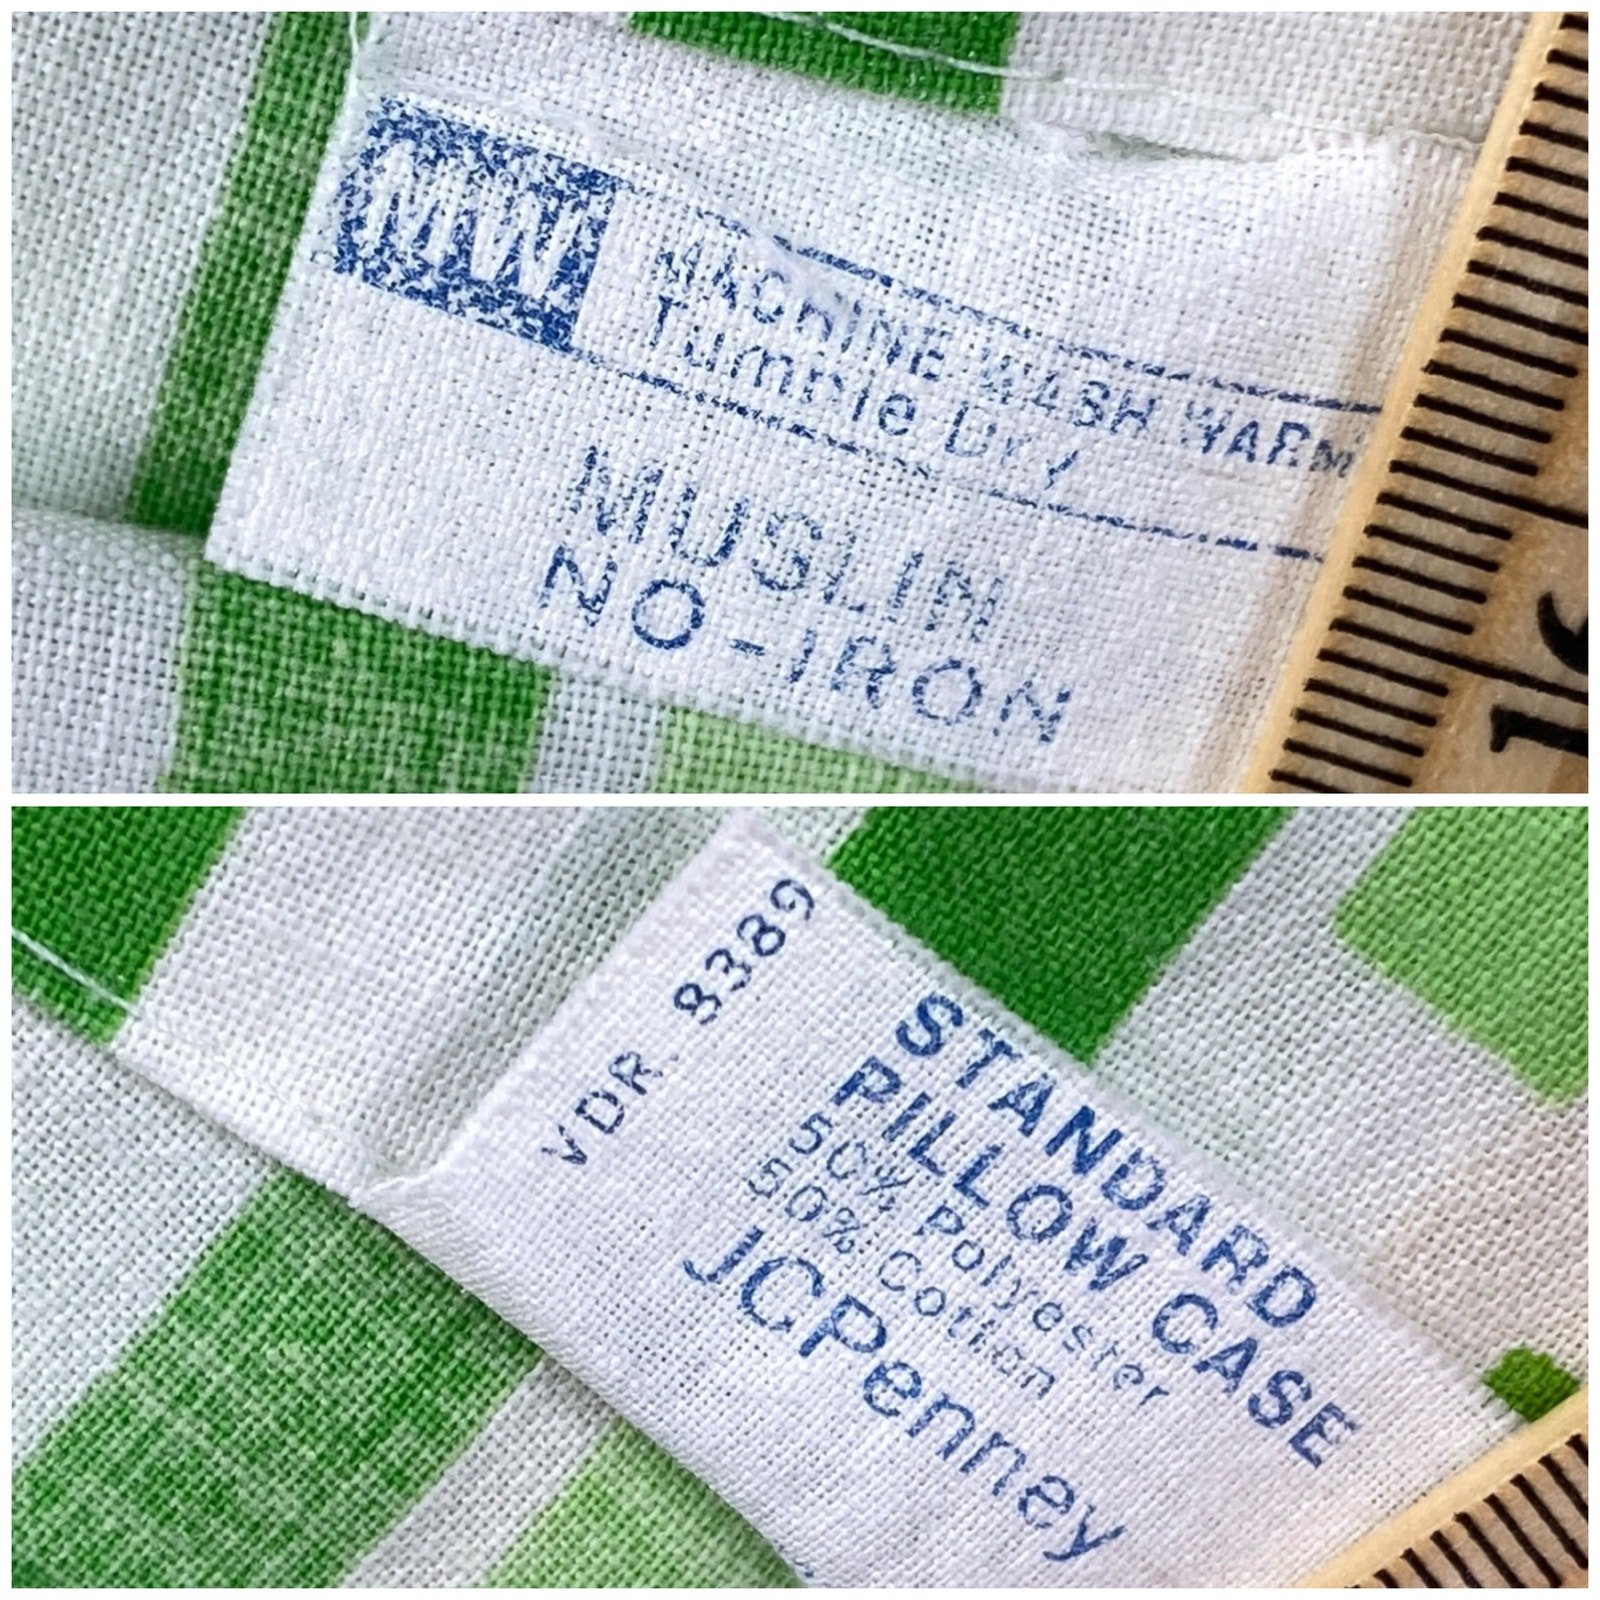 MW
MACHINE WASH WARM
Tumble Dry
MUSLIN
NO-IRON
16
VDR 8389
STANDARD
PILLOW CASE
50% Polyester
50% Cotton
JCPenney